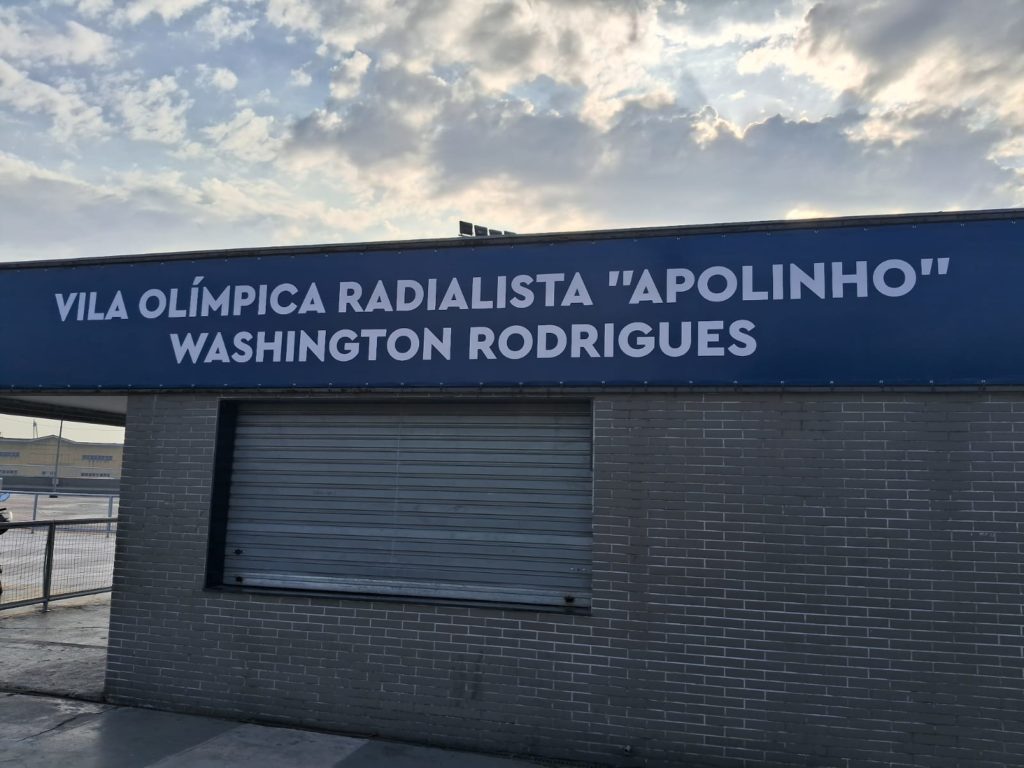 VILA OLÍMPICA RADIALISTA "APOLINHO"
WASHINGTON RODRIGUES